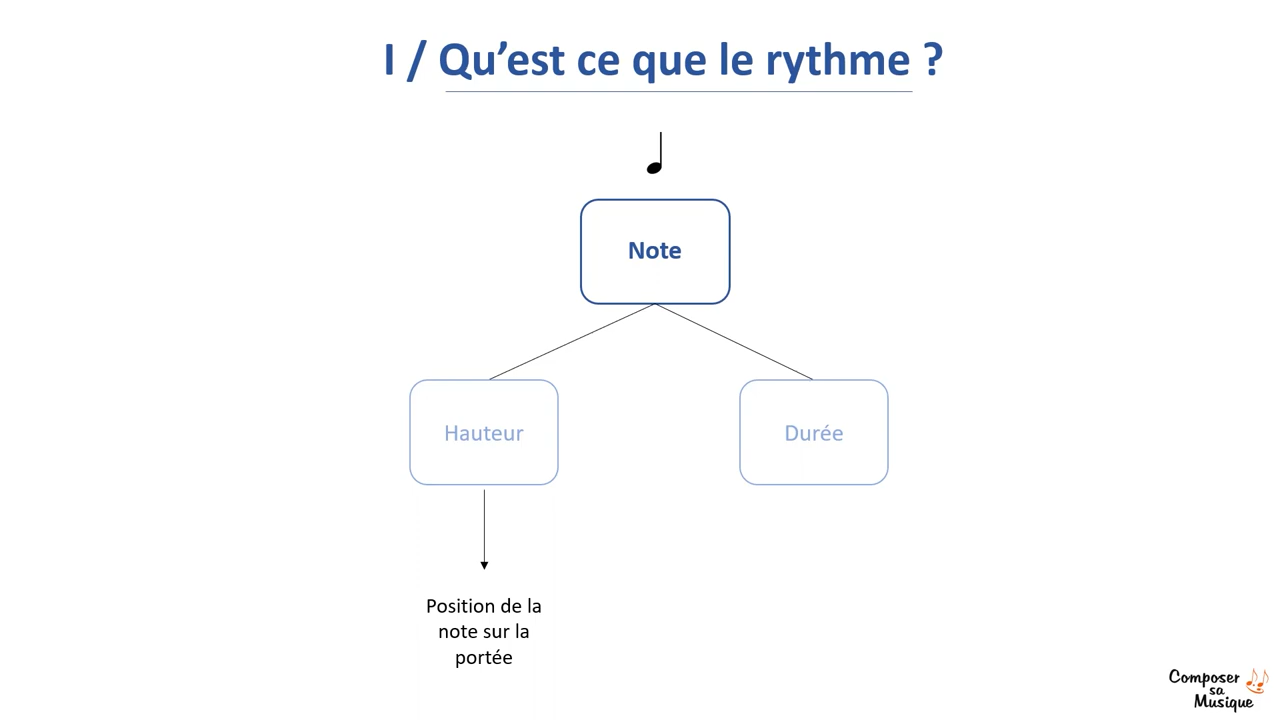 I / Qu’est ce que le rythme ?
Note
Hauteur
Durée
Position de la
note sur la
portée
Composer
sa
Musique